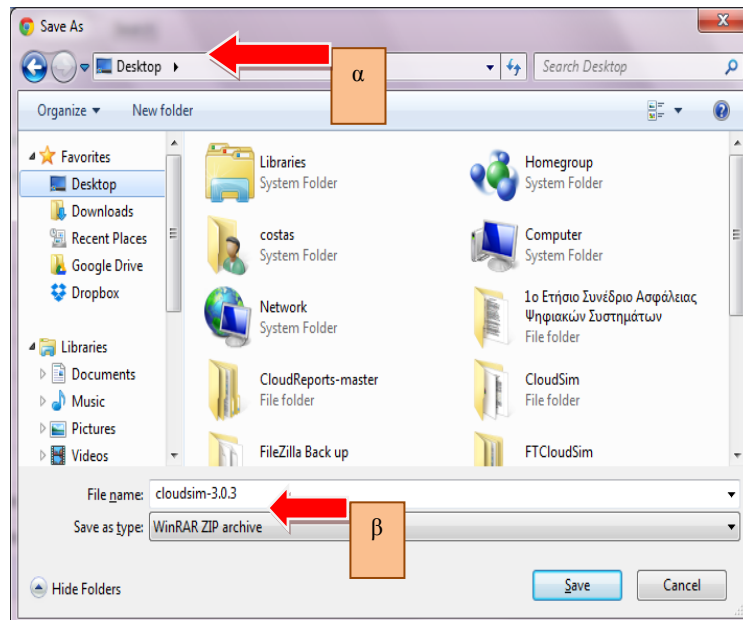 Save As
Desktop
α
Search Desktop
Organize
New folder
Favorites
Desktop
Downloads
Recent Places
Google Drive
Dropbox
Libraries
Documents
Music
Pictures
Videos
Libraries
System Folder
Homegroup
System Folder
costas
System Folder
Computer
System Folder
Network
System Folder
1ο Ετήσιο Συνέδριο Ασφάλειας
Ψηφιακών Συστημάτων
File folder
CloudReports-master
File folder
CloudSim
File folder
FileZilla Back up
FTCloudSim
File name: cloudsim-3.0.3
Save as type: WinRAR ZIP archive
β
Hide Folders
Save
Cancel